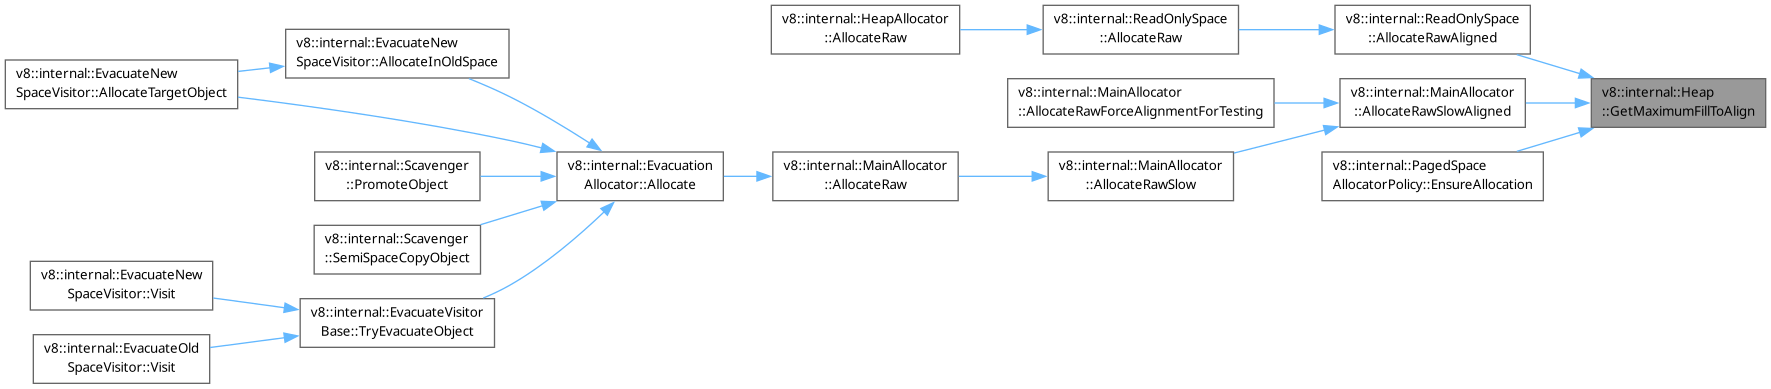 v8::internal::HeapAllocator
::AllocateRaw
v8::internal::ReadOnlySpace
::AllocateRaw
v8::internal::ReadOnlySpace
::AllocateRawAligned
v8::internal::EvacuateNew
SpaceVisitor::AllocateInOldSpace
v8::internal::EvacuateNew
SpaceVisitor::AllocateTargetObject
v8::internal::MainAllocator
::AllocateRawForceAlignmentForTesting
v8::internal::MainAllocator
::AllocateRawSlowAligned
v8::internal::Heap
::GetMaximumFillToAlign
v8::internal::Scavenger
::PromoteObject
v8::internal::Evacuation
Allocator::Allocate
v8::internal::MainAllocator
::AllocateRaw
v8::internal::MainAllocator
::AllocateRawSlow
v8::internal::PagedSpace
AllocatorPolicy::EnsureAllocation
v8::internal::Scavenger
::SemiSpaceCopyObject
v8::internal::EvacuateNew
SpaceVisitor::Visit
v8::internal::EvacuateVisitor
Base::TryEvacuateObject
v8::internal::EvacuateOld
SpaceVisitor::Visit